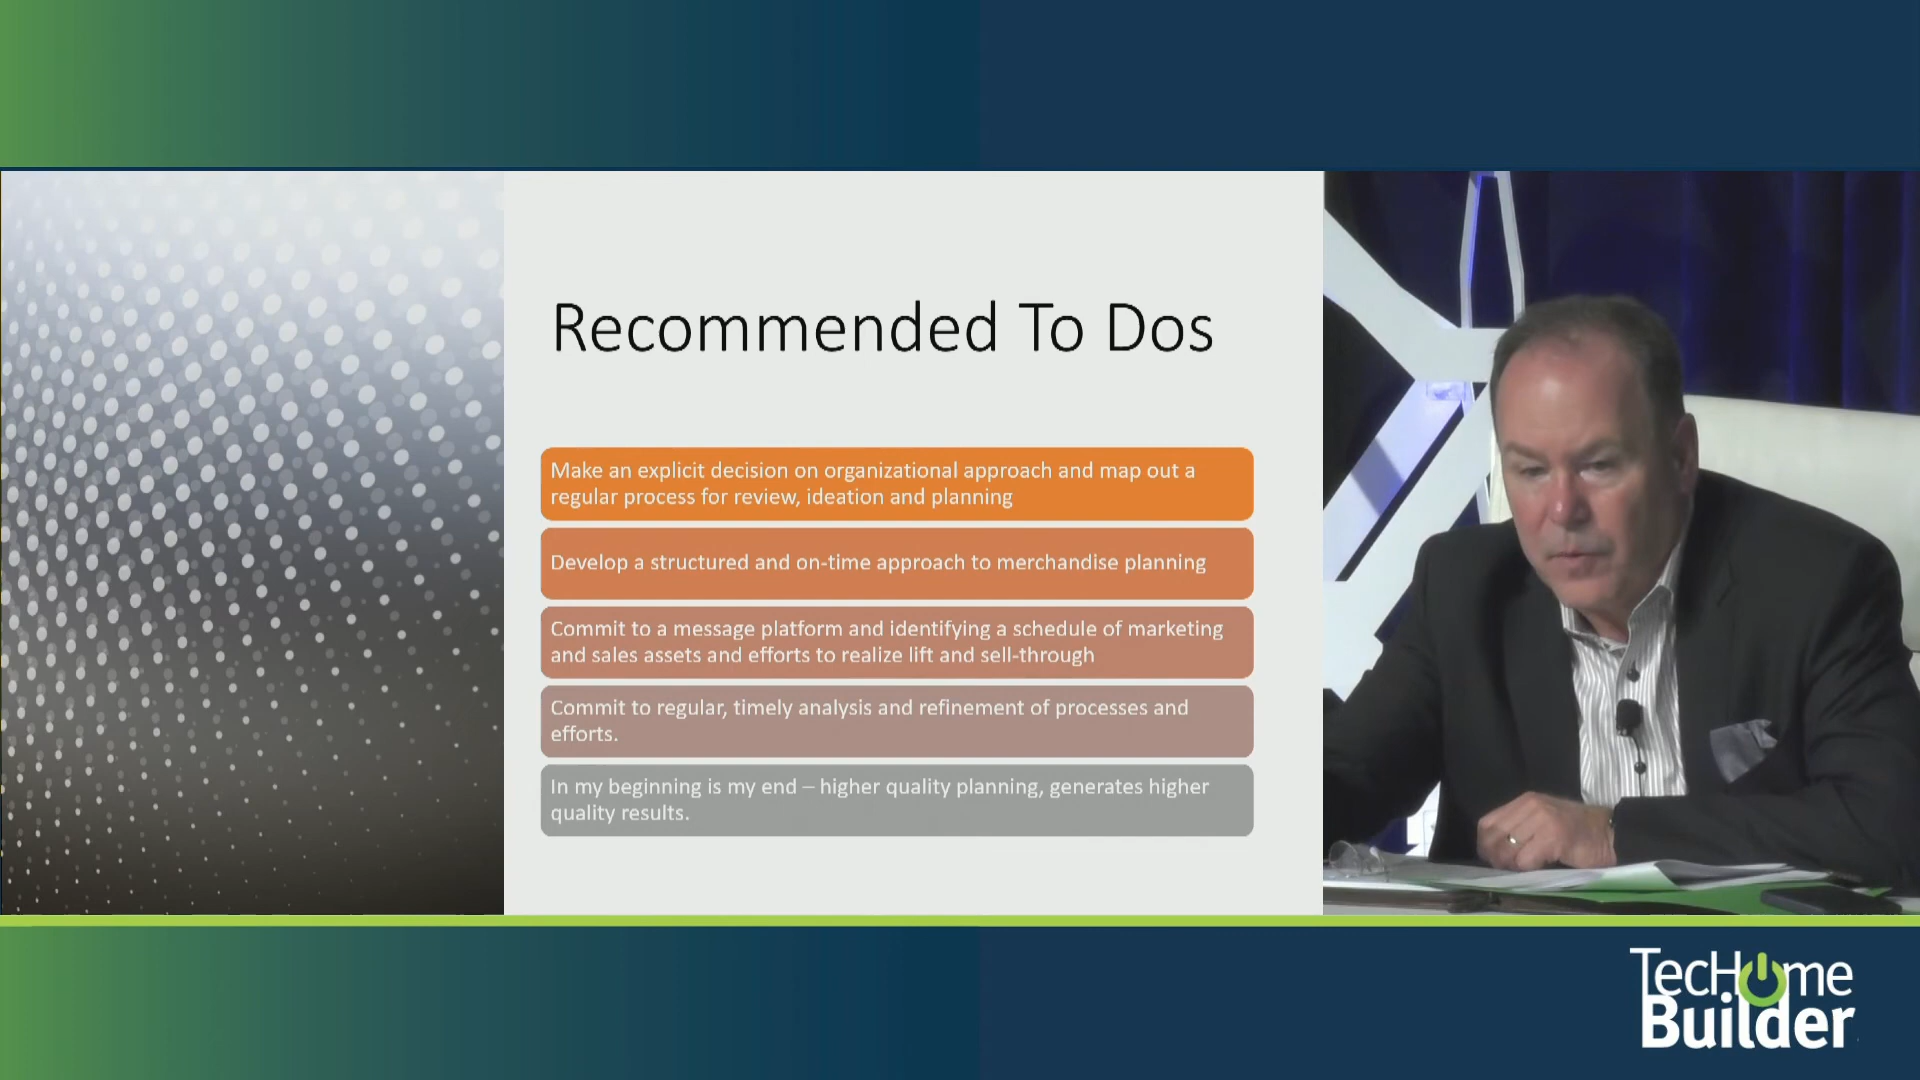 Recommended To Dos
Make an explicit decision on organizational approach and map out a
regular process for review, ideation and planning
Develop a structured and on-time approach to merchandise planning
Commit to a message platform and identifying a schedule of marketing
and sales assets and efforts to realize lift and sell-through
Commit to regular, timely analysis and refinement of processes and
efforts.
In my beginning is my end – higher quality planning, generates higher
quality results.
TecHome
Builder